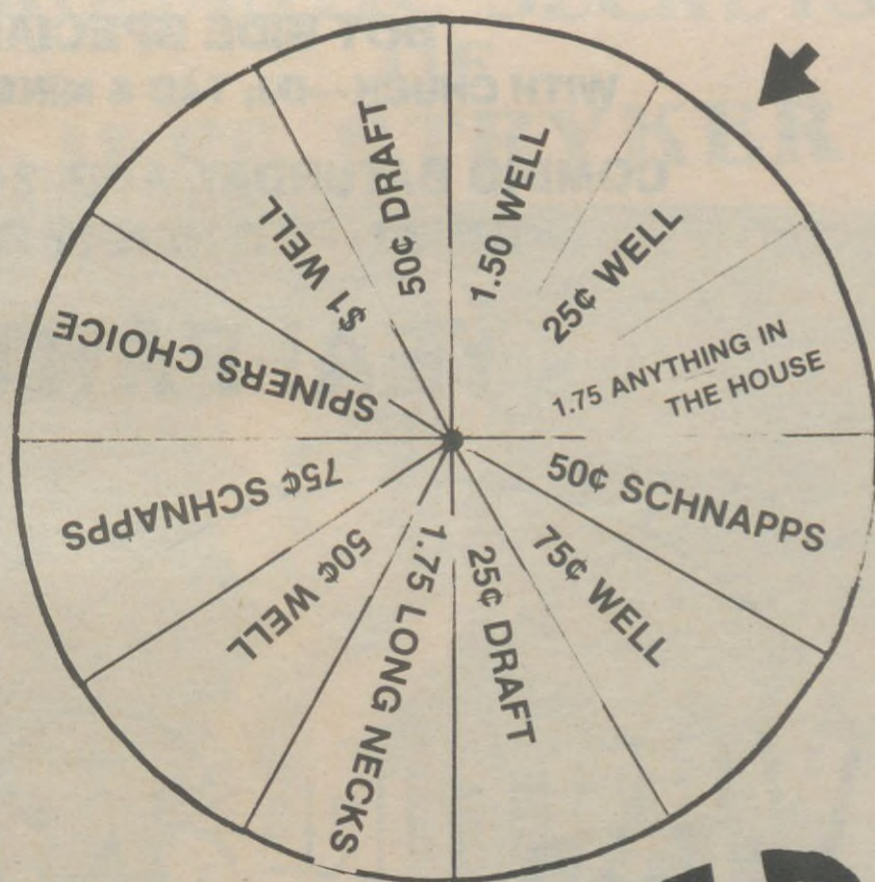 50¢ DRAFT
1.50 WELL
25¢ WELL
1.75 ANYTHING IN
THE HOUSE
50¢ SCHNAPPS
75¢ WELL
25¢ DRAFT
1.75 LONG NECKS
50¢ WELL
75¢ SCHNAPPS
SPINERS CHOICE
$1 WELL